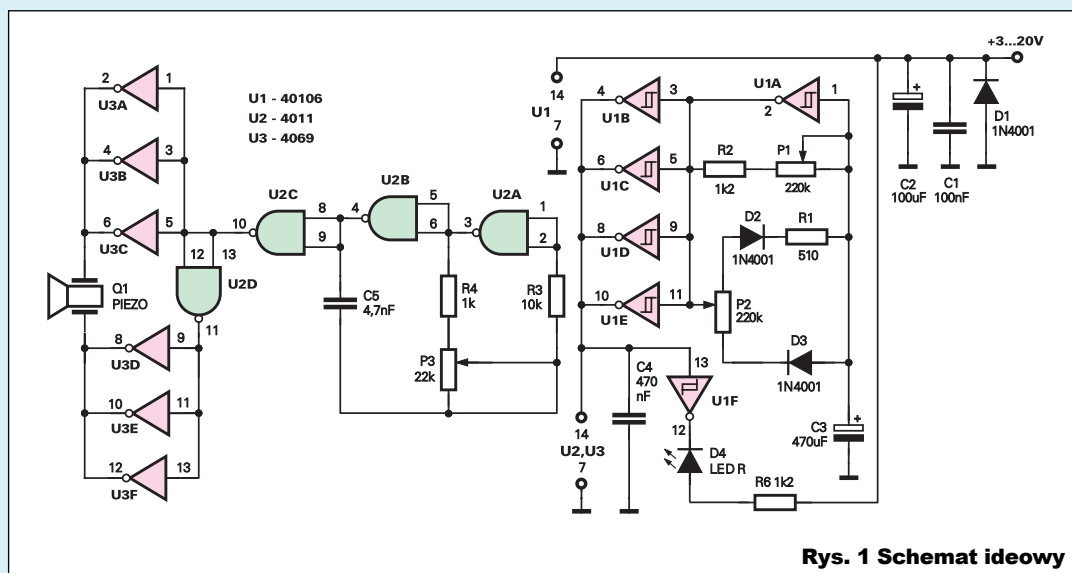 +3...20V
U1 - 40106
U2 - 4011
U3 - 4069
2
1
U3A
4
3
U3B
6
5
U3C
Q1
PIEZO
8
9
U3D
10
11
U3E
12
13
U3F
10
U2C
8
9
12
13
U2D
11
C5
4,7nF
4
U2B
5
6
3
U2A
1
2
R4
1k
R3
10k
P3
22k
14
U1
7
4
3
U1B
U1A
2
1
6
5
U1C
R2
1k2
P1
220k
8
9
U1D
10
11
U1E
D2
1N4001
R1
510
P2
220k
D3
1N4001
C4
470
nF
13
U1F
12
14
U2,U3
7
D4
LED R
R6 1k2
C3
470uF
+
C2
100uF
+
C1
100nF
D1
1N4001
Rys. 1 Schemat ideowy